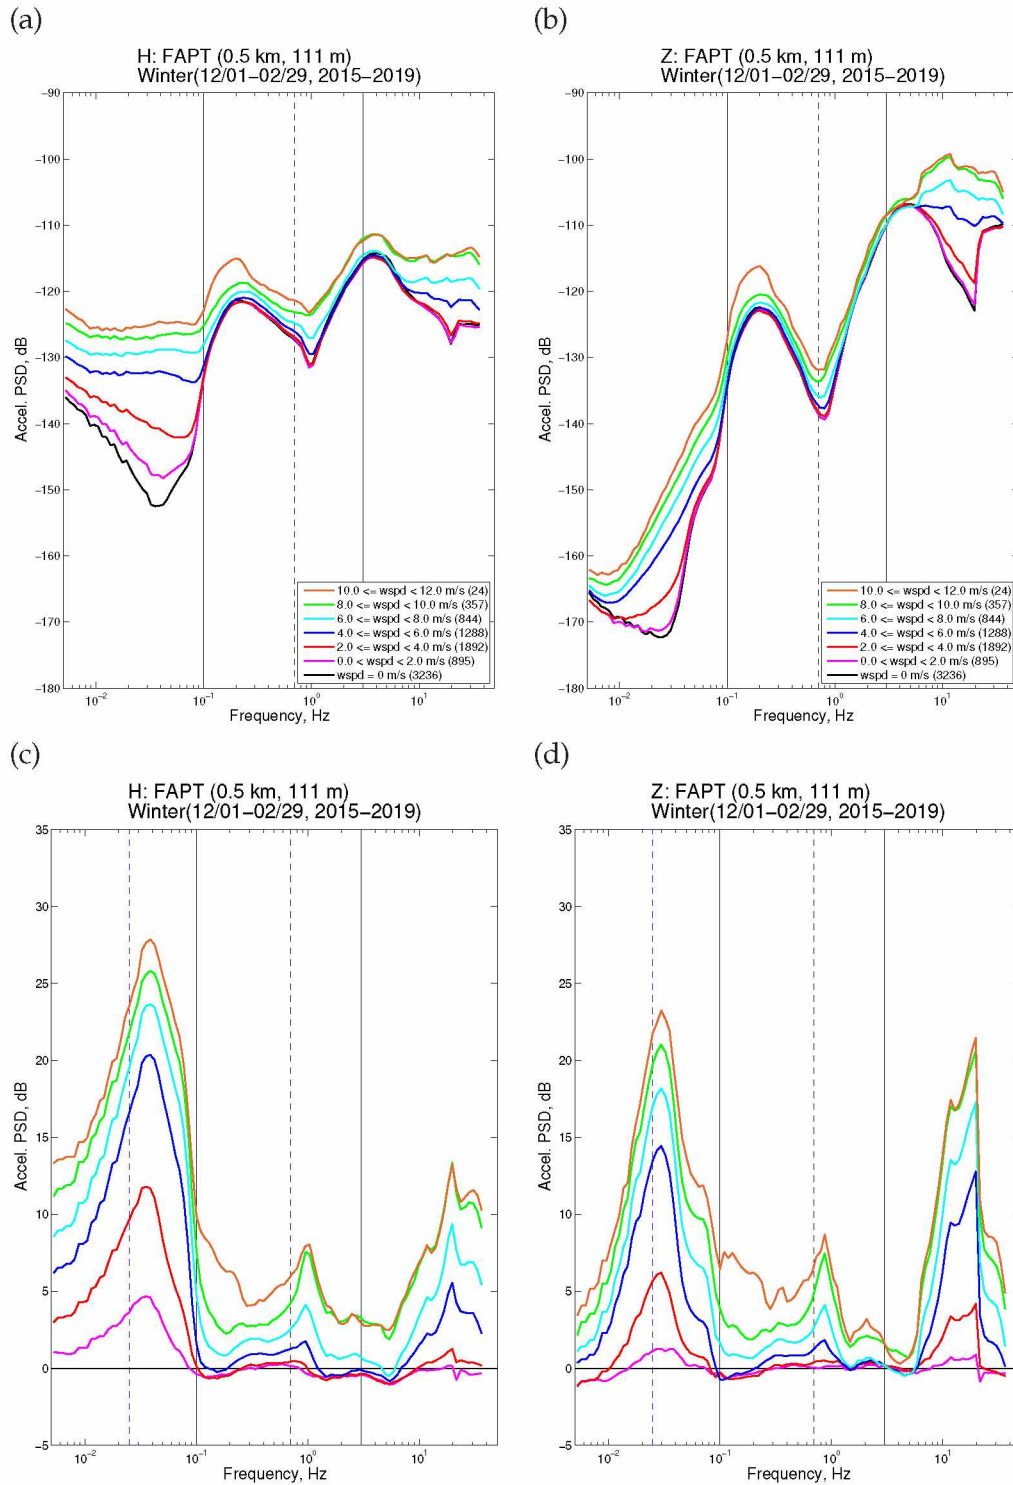 (a)
H: FAPT (0.5 km, 111 m)
Winter(12/01−02/29, 2015−2019)
−90
−100
−110
−120
−130
−140
−150
−160
−170
−180
Accel. PSD, dB
10.0 <= wspd < 12.0 m/s (24)
8.0 <= wspd < 10.0 m/s (357)
6.0 <= wspd < 8.0 m/s (844)
4.0 <= wspd < 6.0 m/s (1288)
2.0 <= wspd < 4.0 m/s (1892)
0.0 < wspd < 2.0 m/s (895)
wspd = 0 m/s (3236)
10−2 10−1 100 101
Frequency, Hz
(b)
Z: FAPT (0.5 km, 111 m)
Winter(12/01−02/29, 2015−2019)
−90
−100
−110
−120
−130
−140
−150
−160
−170
−180
Accel. PSD, dB
10.0 <= wspd < 12.0 m/s (24)
8.0 <= wspd < 10.0 m/s (357)
6.0 <= wspd < 8.0 m/s (844)
4.0 <= wspd < 6.0 m/s (1288)
2.0 <= wspd < 4.0 m/s (1892)
0.0 < wspd < 2.0 m/s (895)
wspd = 0 m/s (3236)
10−2 10−1 100 101
Frequency, Hz
(c)
H: FAPT (0.5 km, 111 m)
Winter(12/01−02/29, 2015−2019)
35
30
25
20
15
10
5
0
−5
Accel. PSD, dB
10−2 10−1 100 101
Frequency, Hz
(d)
Z: FAPT (0.5 km, 111 m)
Winter(12/01−02/29, 2015−2019)
35
30
25
20
15
10
5
0
−5
Accel. PSD, dB
10−2 10−1 100 101
Frequency, Hz